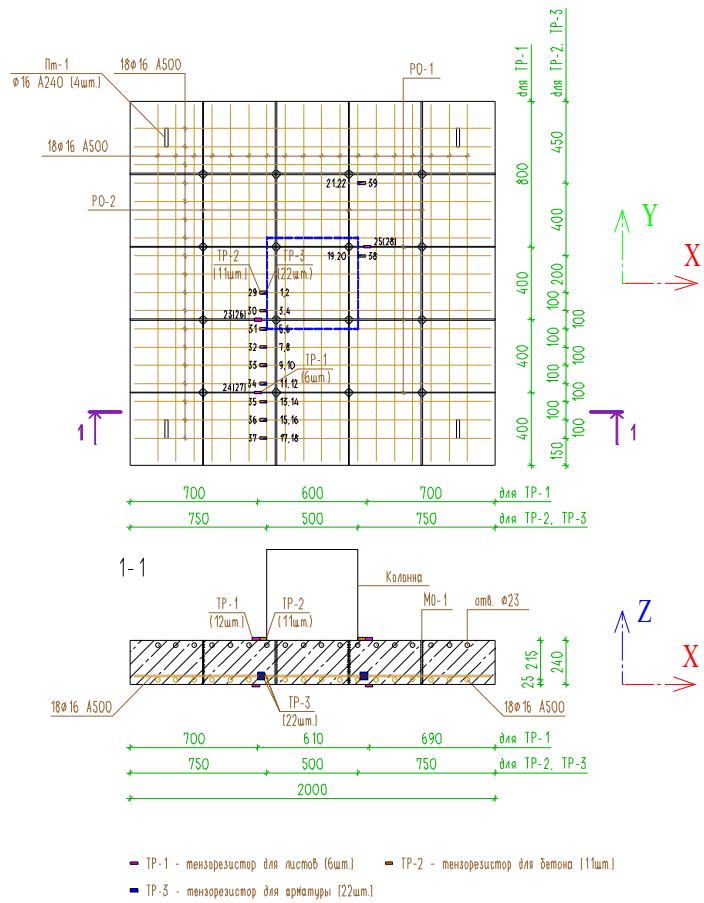 для ТР-1
для ТР-2, ТР-3
Пт-1
ø16 А240 (4шт.)
18ø16 А500
РО-1
18ø16 А500
РО-2
21,22
39
25(28)
19,20
38
ТР-2
(11шт.)
ТР-3
(22шт.)
29
1,2
30
3,4
23(26)
31
5,6
32
7,8
ТР-1
(6шт.)
33
9,10
34
11,12
24(27)
35
13,14
36
15,16
37
17,18
800
400
400
400
450
400
200
100
100
100
100
100
100
100
100
150
Y
X
1
1
700
600
700
для ТР-1
750
500
750
для ТР-2, ТР-3
1-1
Колонна
ТР-1
(12шт.)
ТР-2
(11шт.)
МО-1
отв. ø23
25
215
240
Z
X
18ø16 А500
ТР-3
(22шт.)
18ø16 А500
700
610
690
для ТР-1
750
500
750
для ТР-2, ТР-3
2000
ТР-1 - тензорезистор для листов (6шт.)
ТР-2 - тензорезистор для бетона (11шт.)
ТР-3 - тензорезистор для арматуры (22шт.)